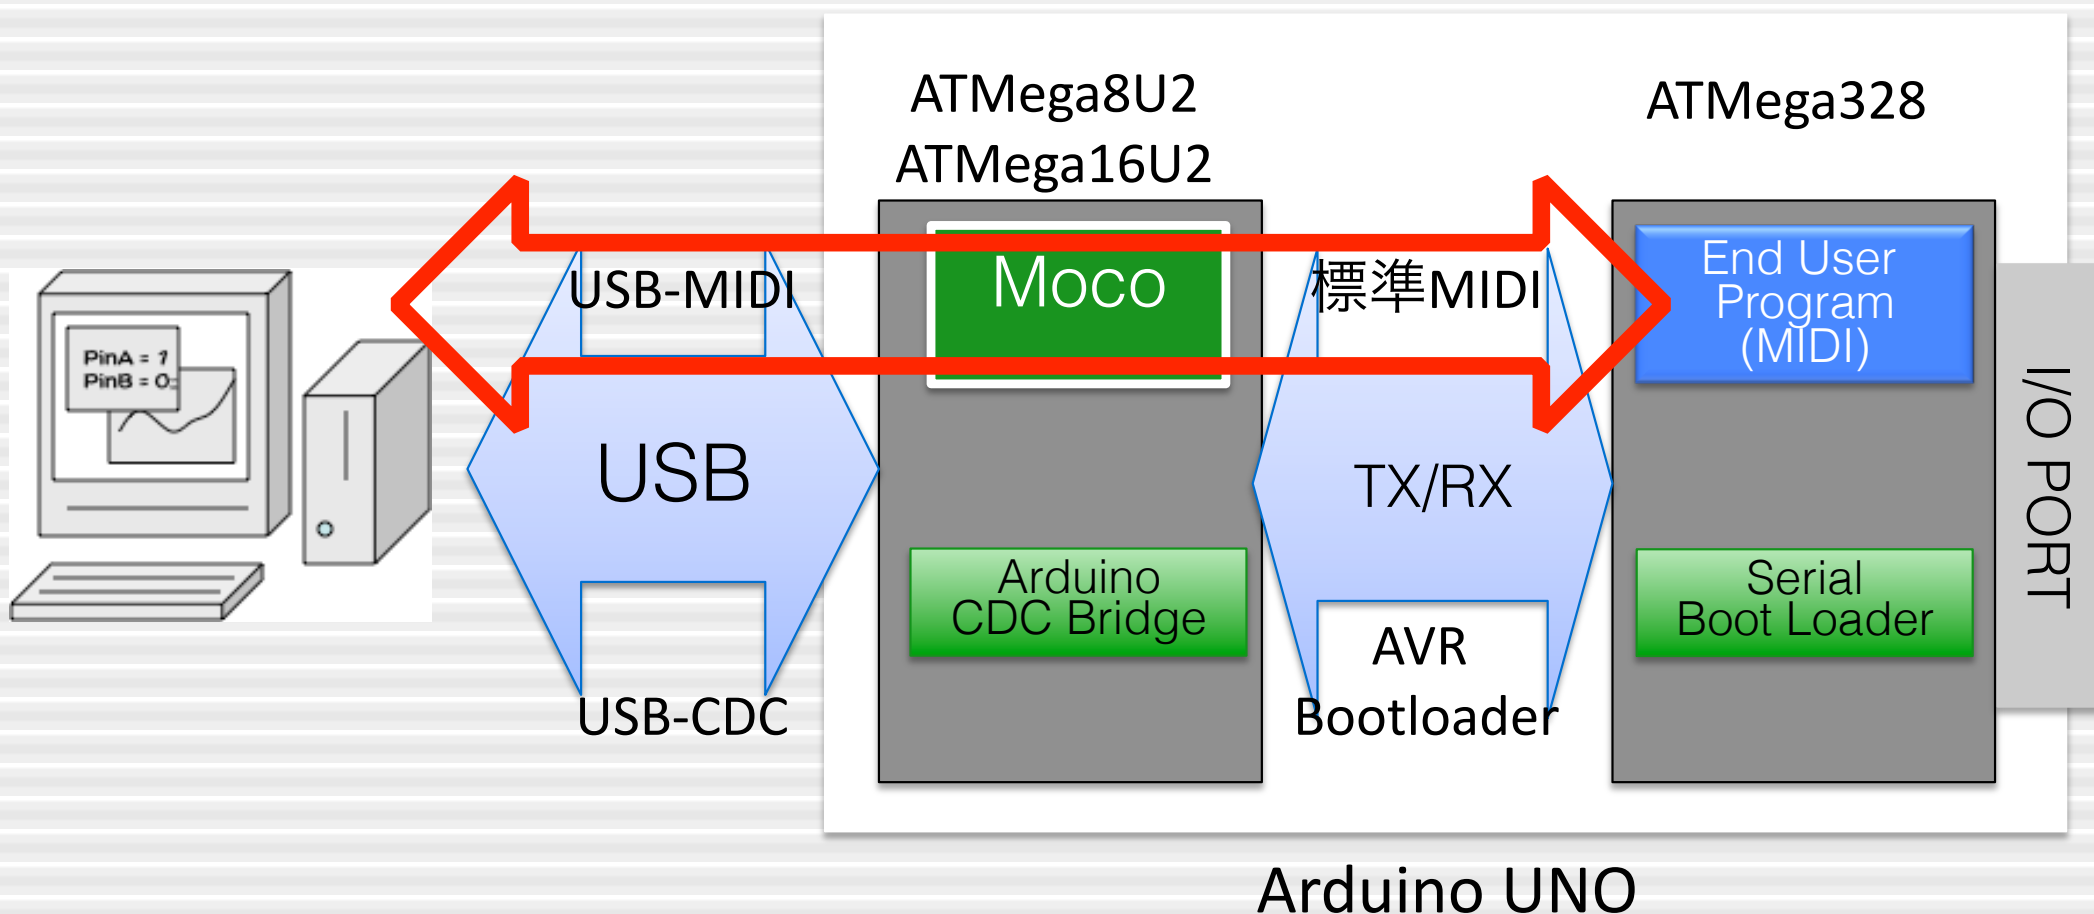 ATMega8U2
ATMega16U2
ATMega328
USB-MIDI
Moco
標準MIDI
End User
Program
(MIDI)
PinA = 1
PinB = 0;
USB
TX/RX
I/O PORT
Arduino
CDC Bridge
Serial
Boot Loader
USB-CDC
AVR
Bootloader
Arduino UNO